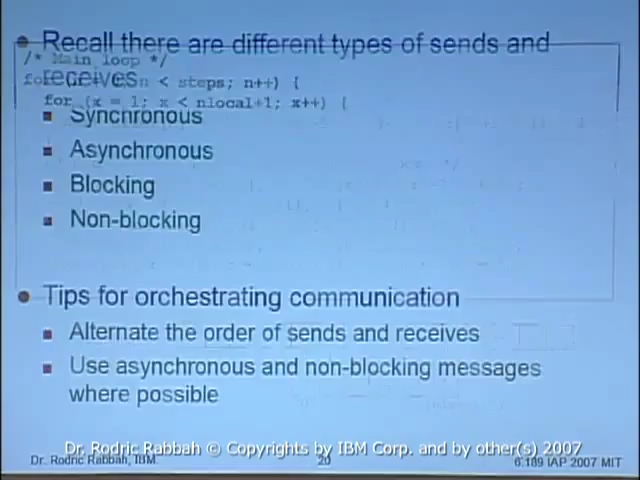 Recall there are different types of sends and
/* Main loop */
receives
n < steps; n++) {
for (x = 1; x < nlocal+1; x++) {
Synchronous
Asynchronous
Blocking
Non-blocking
Tips for orchestrating communication
Alternate the order of sends and receives
Use asynchronous and non-blocking messages
where possible
Dr. Rodric Rabbah © Copyrights by IBM Corp. and by other(s) 2007
Dr. Rodric Rabbah, IBM.
20
6.189 IAP 2007 MIT